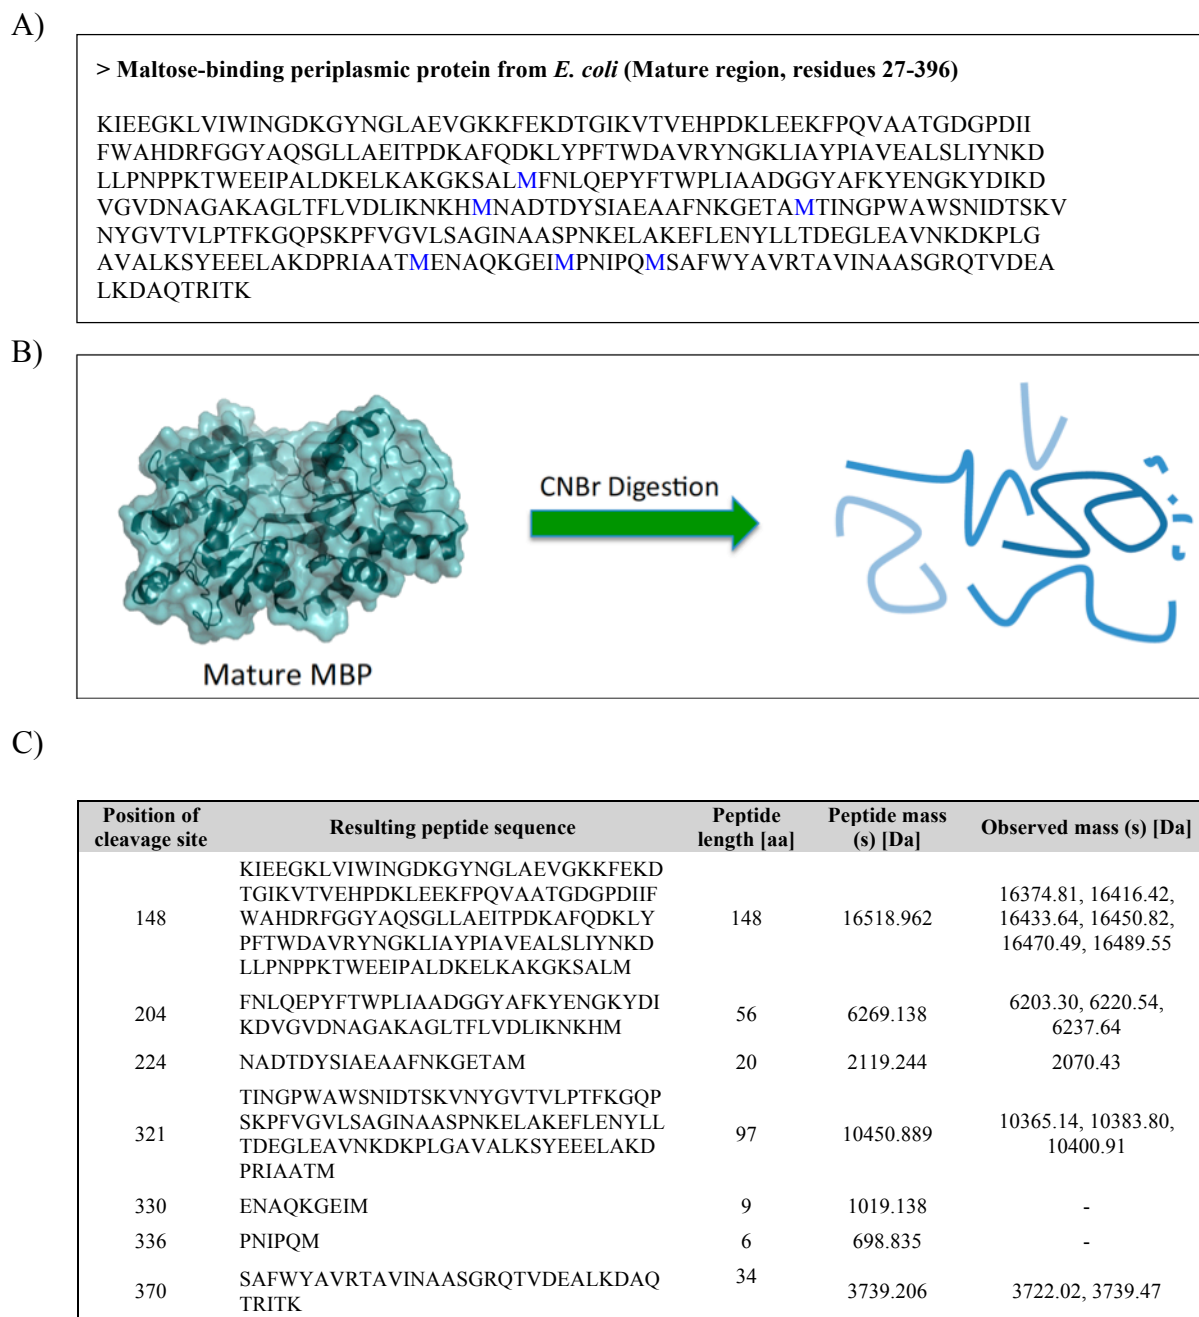 A)
> Maltose-binding periplasmic protein from E. coli (Mature region, residues 27-396)
KIEEGKLVIWINGDKGYNGLAEVGKKFEKDTGIKVTVEHPDKLEEKFPQVAATGDGPDII
FWAHDRFGGYAQSGLLAEITPDKAFQDKLYPFTWDAVRYNGKLIAYPIAVEALSLIYNKD
LLPNPPKTWEEIPALDKELKAKGKSALMFNLQEPYFTWPLIAADGGYAFKYENGKYDIKD
VGVDNAGAKAGLTFLVDLIKNKHMNADTDYSIAEAAFNKGETAMTINGPWAWSNIDTSKV
NYGVTVLPTFKGQPSKPFVGVLSAGINAASPNKELAKEFLENYLLTDEGLEAVNKDKPLG
AVALKSYEEELAKDPRIAATMENAQKGEIMPNIPQMSAFWYAVRTAVINAASGRQTVDEA
LKDAQTRITK
B)
CNBr Digestion
Mature MBP
C)
Position of cleavage site Resulting peptide sequence Peptide length [aa] Peptide mass (s) [Da] Observed mass (s) [Da]
KIEEGKLVIWINGDKGYNGLAEVGKKFEKD
TGIKVTVEHPDKLEEKFPQVAATGDGPDIIF 16374.81, 16416.42,
148 WAHDRFGGYAQSGLLAEITPDKAFQDKLY 148 16518.962 16433.64, 16450.82,
PFTWDAVRYNGKLIAYPIAVEALSLIYNKD 16470.49, 16489.55
LLPNPPKTWEEIPALDKELKAKGKSALM
204 FNLQEPYFTWPLIAADGGYAFKYENGKYDI 56 6269.138 6203.30, 6220.54,
KDVGVDNAGAKAGLTFLVDLIKNKHM 6237.64
224 NADTDYSIAEAAFNKGETAM 20 2119.244 2070.43
TINGPWAWSNIDTSKVNYGVTVLPTFKGQP
321 SKPFVGVLSAGINAASPNKELAKEFLENYLL 97 10450.889 10365.14, 10383.80,
TDEGLEAVNKDKPLGAVALKSYEEELAKD 10400.91
PRIAATM
330 ENAQKGEIM 9 1019.138 -
336 PNIPQM 6 698.835 -
370 SAFWYAVRTAVINAASGRQTVDEALKDAQ 34 3739.206 3722.02, 3739.47
TRITK